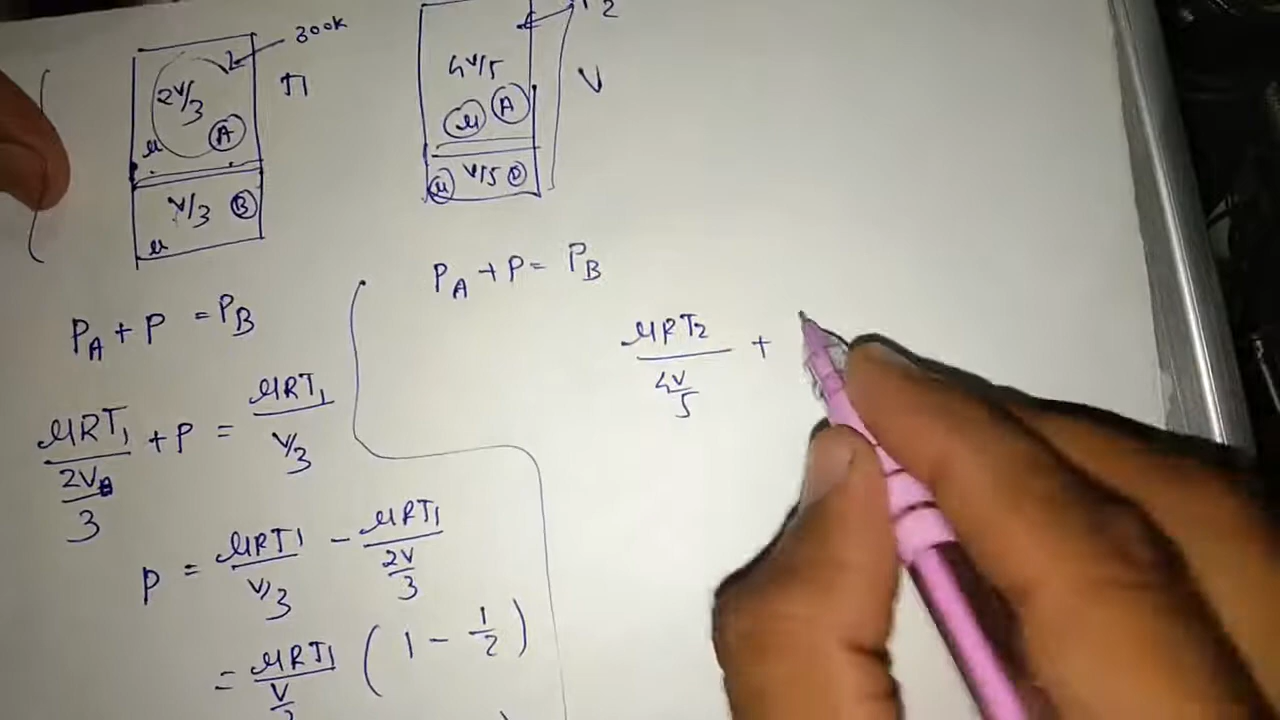 300k
2V/3
T1
μ
A
V/3 B
μ
2
4V/5
V
μ A
μ V/5
PA + P = PB
PA + P = PB
μRT1 / 2V/3 + P = μRT1 / V/3
P = μRT1 / V/3 - μRT1 / 2V/3
= μRT1 / V ( 1 - 1/2 )
μRT2 / 4V/5 +